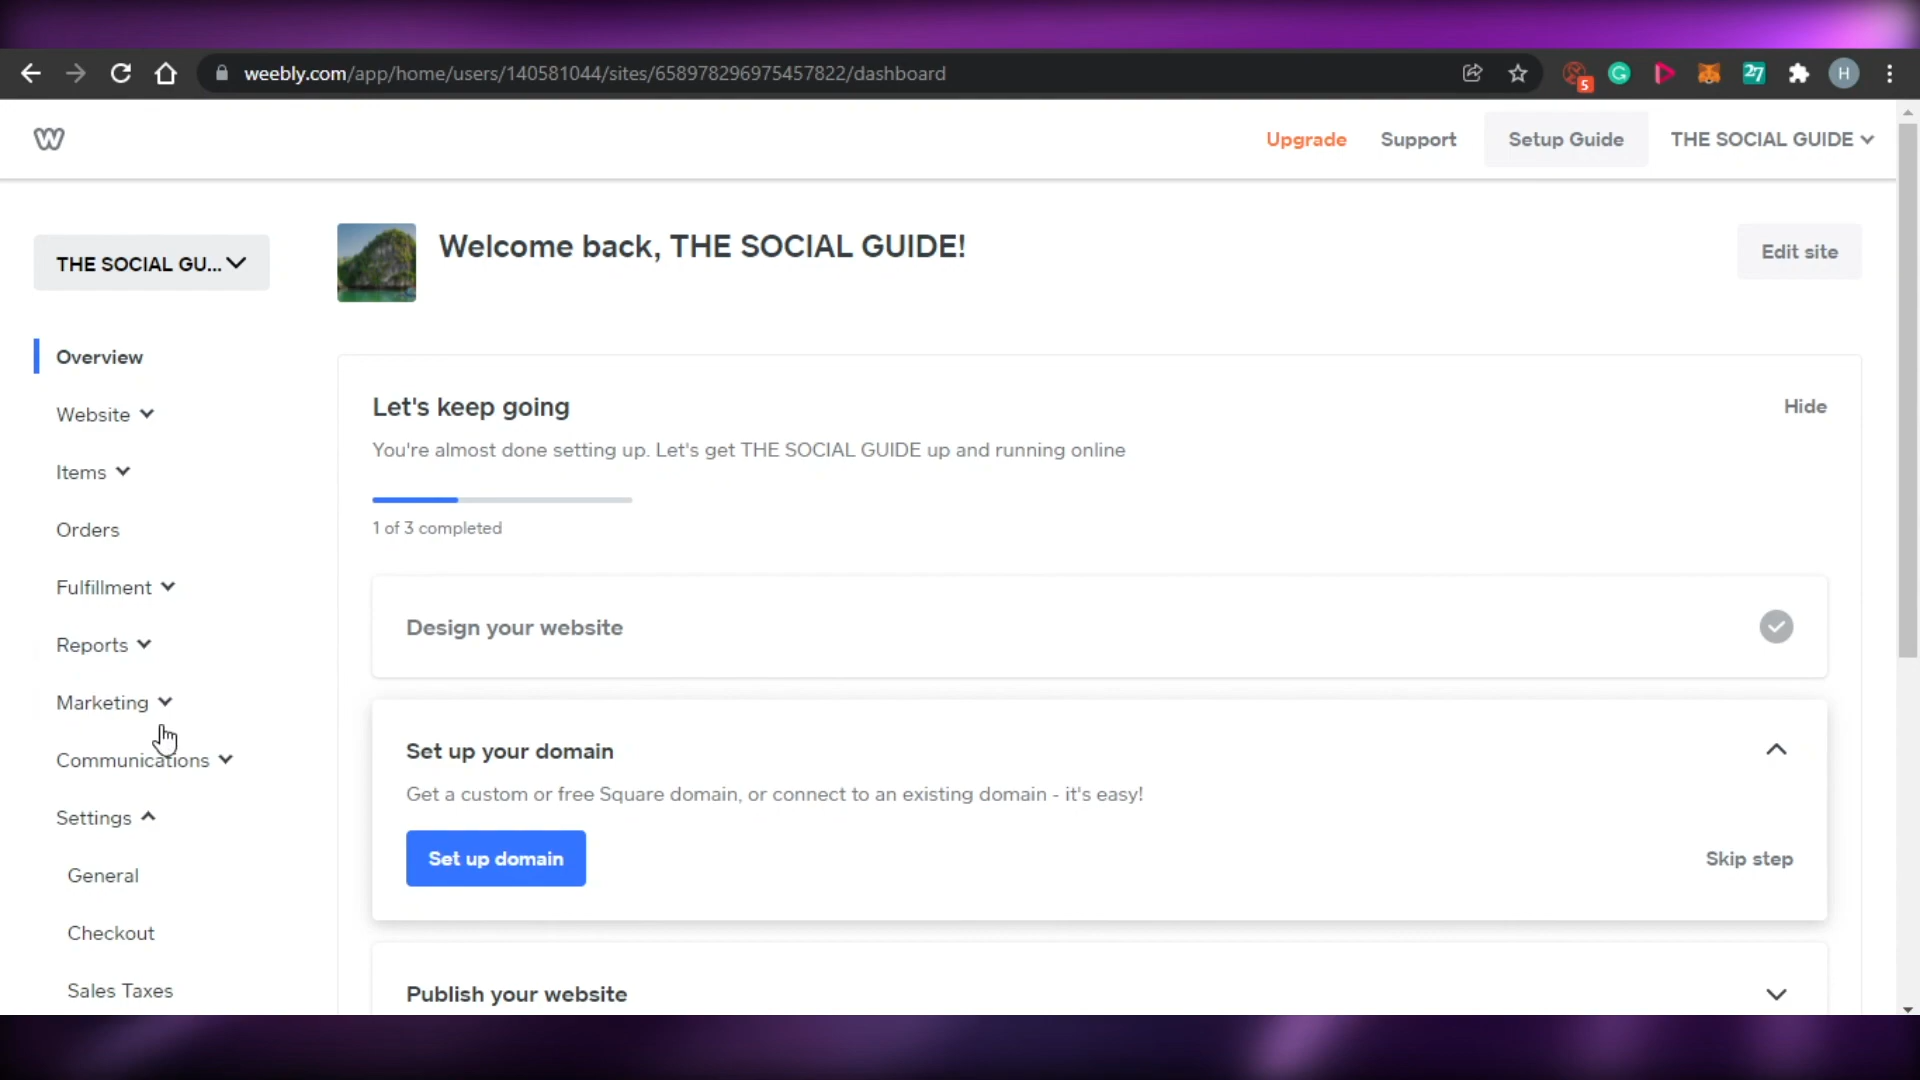 weebly.com/app/home/users/140581044/sites/658978296975457822/dashboard
5
27
H
W
Upgrade
Support
Setup Guide
THE SOCIAL GUIDE
THE SOCIAL GU...
Welcome back, THE SOCIAL GUIDE!
Edit site
Overview
Website
Items
Orders
Fulfillment
Reports
Marketing
Communications
Settings
General
Checkout
Sales Taxes
Let's keep going
Hide
You're almost done setting up. Let's get THE SOCIAL GUIDE up and running online
1 of 3 completed
Design your website
Set up your domain
Get a custom or free Square domain, or connect to an existing domain - it's easy!
Set up domain
Skip step
Publish your website